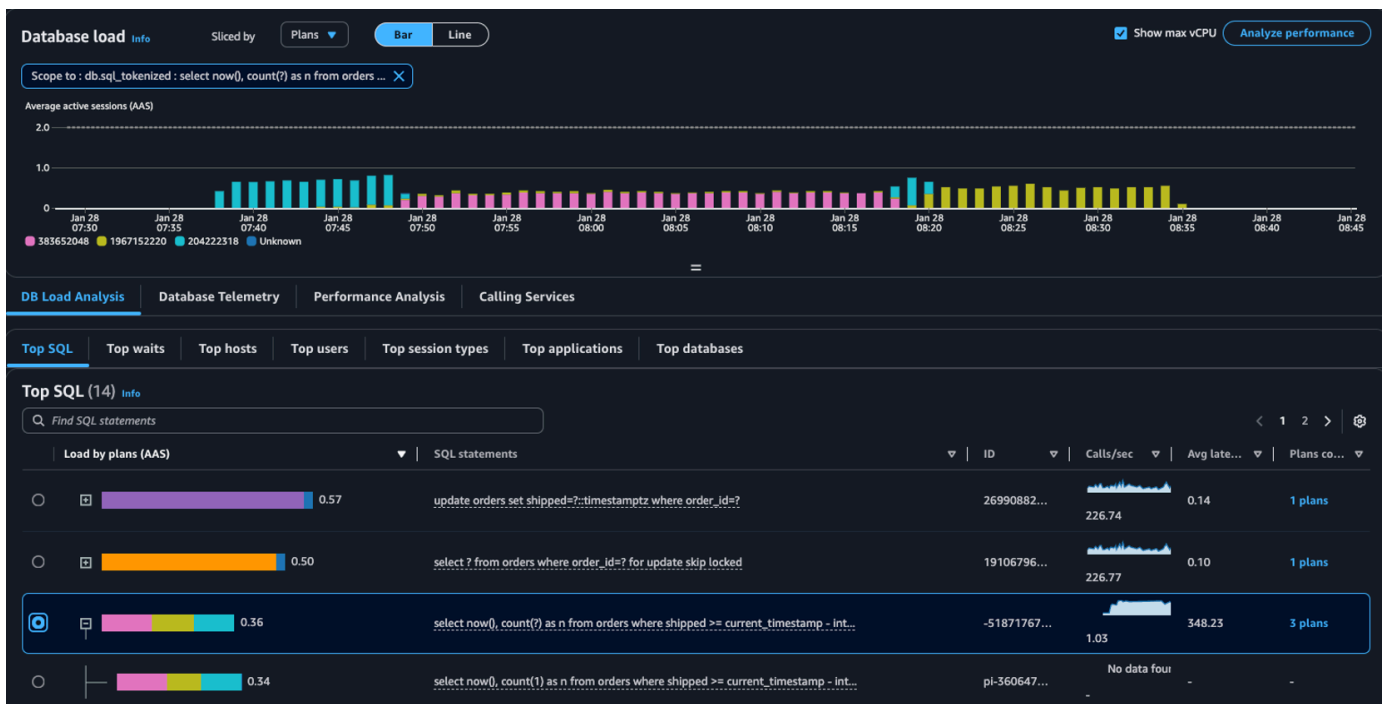 Database load Info Sliced by Plans Bar Line Show max vCPU Analyze performance
Scope to : db.sql_tokenized : select now(), count(?) as n from orders ...
Average active sessions (AAS)
2.0
1.0
0
Jan 28 Jan 28 Jan 28 Jan 28 Jan 28 Jan 28 Jan 28 Jan 28 Jan 28 Jan 28 Jan 28 Jan 28 Jan 28 Jan 28 Jan 28 Jan 28
07:30 07:35 07:40 07:45 07:50 07:55 08:00 08:05 08:10 08:15 08:20 08:25 08:30 08:35 08:40 08:45
383652048 1967152220 204222318 Unknown
DB Load Analysis Database Telemetry Performance Analysis Calling Services
Top SQL Top waits Top hosts Top users Top session types Top applications Top databases
Top SQL (14) Info
Find SQL statements
1 2
Load by plans (AAS) SQL statements ID Calls/sec Avg late... Plans co...
0.57 update orders set shipped=?::timestamptz where order_id=? 26990882... 0.14 1 plans
226.74
0.50 select ? from orders where order_id=? for update skip locked 19106796... 0.10 1 plans
226.77
0.36 select now(), count(?) as n from orders where shipped >= current_timestamp - int... -51871767... 348.23 3 plans
1.03
No data four
0.34 select now(), count(1) as n from orders where shipped >= current_timestamp - int... pi-360647... - -
-